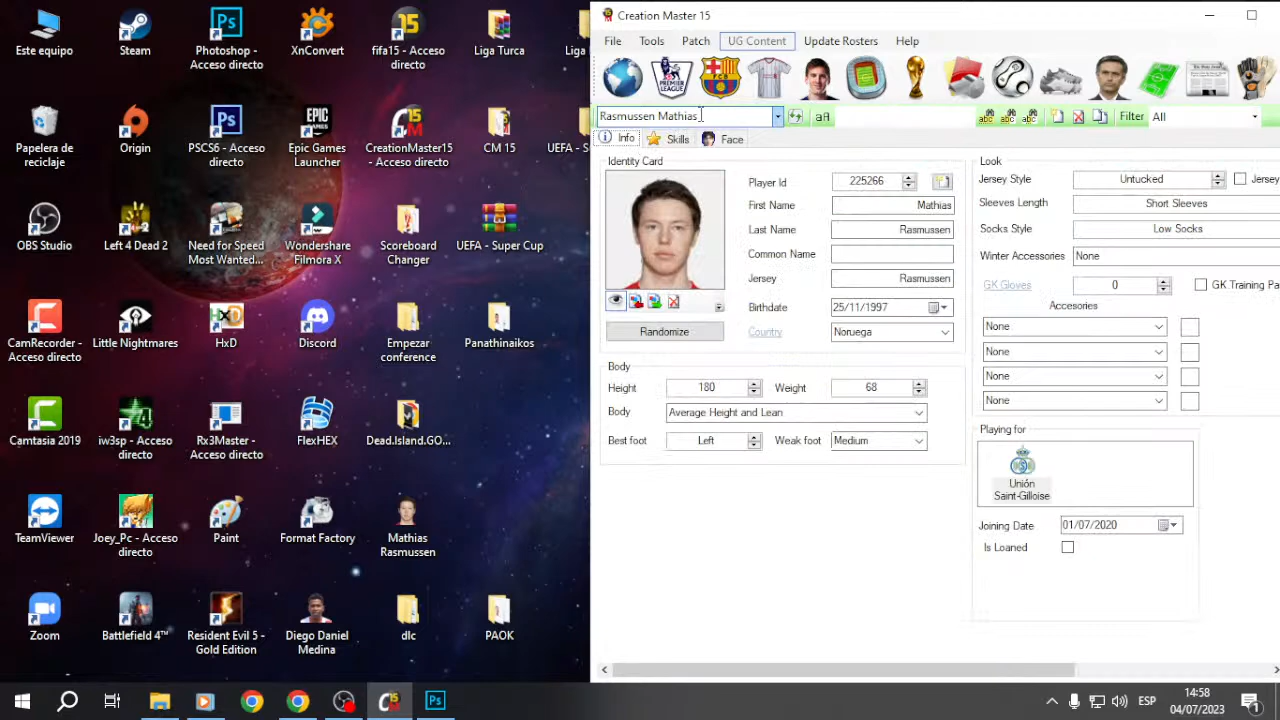 Este equipo
Steam
Photoshop -
Acceso directo
XnConvert
fifa15 - Acceso
directo
Liga Turca
Liga
Papelera de
reciclaje
Origin
PSCS6 - Acceso
directo
Epic Games
Launcher
CreationMaster15
- Acceso directo
CM 15
OBS Studio
Left 4 Dead 2
Need for Speed
Most Wanted...
Wondershare
Filmora X
Scoreboard
Changer
UEFA - Super Cup
CamRecorder -
Acceso directo
Little Nightmares
HxD
Discord
Empezar
conference
Panathinaikos
Camtasia 2019
iw3sp - Acceso
directo
Rx3Master -
Acceso directo
FlexHEX
Dead.Island.GO...
TeamViewer
Joey_Pc - Acceso
directo
Paint
Format Factory
Mathias
Rasmussen
Zoom
Battlefield 4™
Resident Evil 5 -
Gold Edition
Diego Daniel
Medina
dlc
PAOK
Creation Master 15
File Tools Patch UG Content Update Rosters Help
Rasmussen Mathias
aA
Filter All
Info Skills Face
Identity Card
Player Id 225266
First Name Mathias
Last Name Rasmussen
Common Name
Jersey Rasmussen
Birthdate 25/11/1997
Randomize
Country Noruega
Body
Height 180 Weight 68
Body Average Height and Lean
Best foot Left Weak foot Medium
Look
Jersey Style Untucked Jersey
Sleeves Length Short Sleeves
Socks Style Low Socks
Winter Accessories None
GK Gloves 0 GK Training Pa
Accesories
None
None
None
None
Playing for
Unión
Saint-Gilloise
Joining Date 01/07/2020
Is Loaned
ESP
14:58
04/07/2023